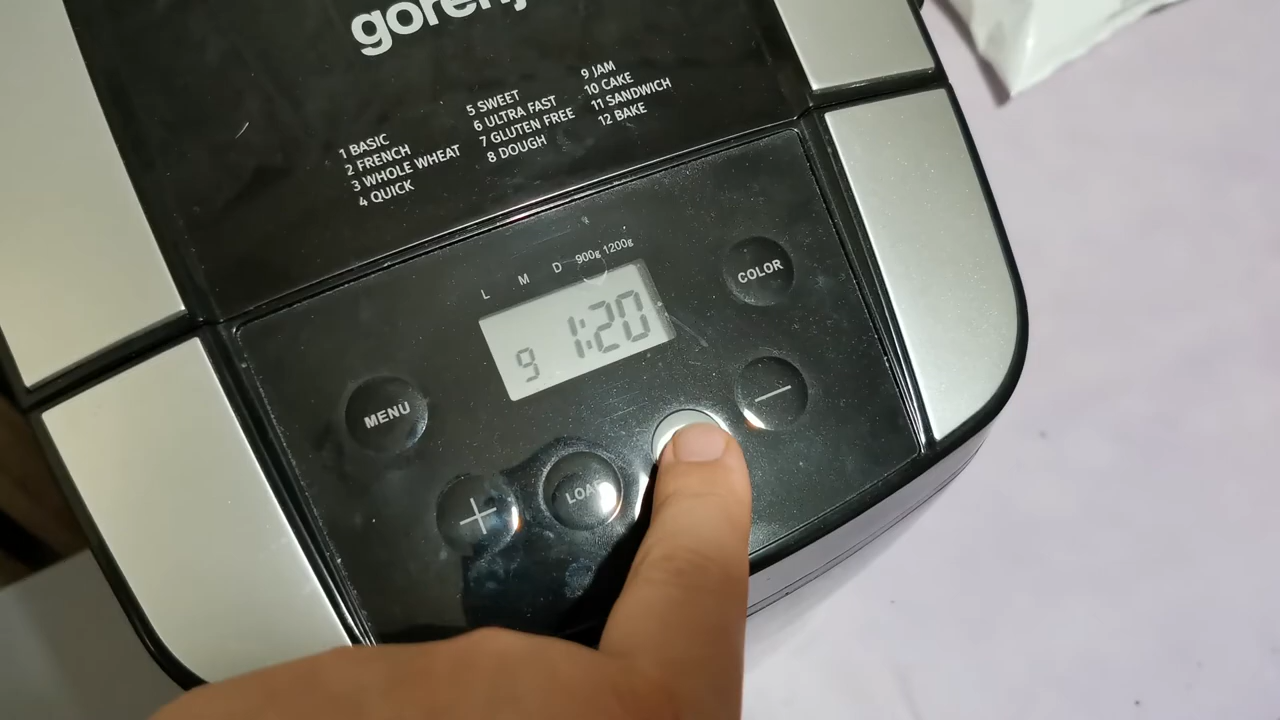 1 BASIC
2 FRENCH
3 WHOLE WHEAT
4 QUICK
5 SWEET
6 ULTRA FAST
7 GLUTEN FREE
8 DOUGH
9 JAM
10 CAKE
11 SANDWICH
12 BAKE
L M D 900g 1200g
9 1:20
COLOR
MENU